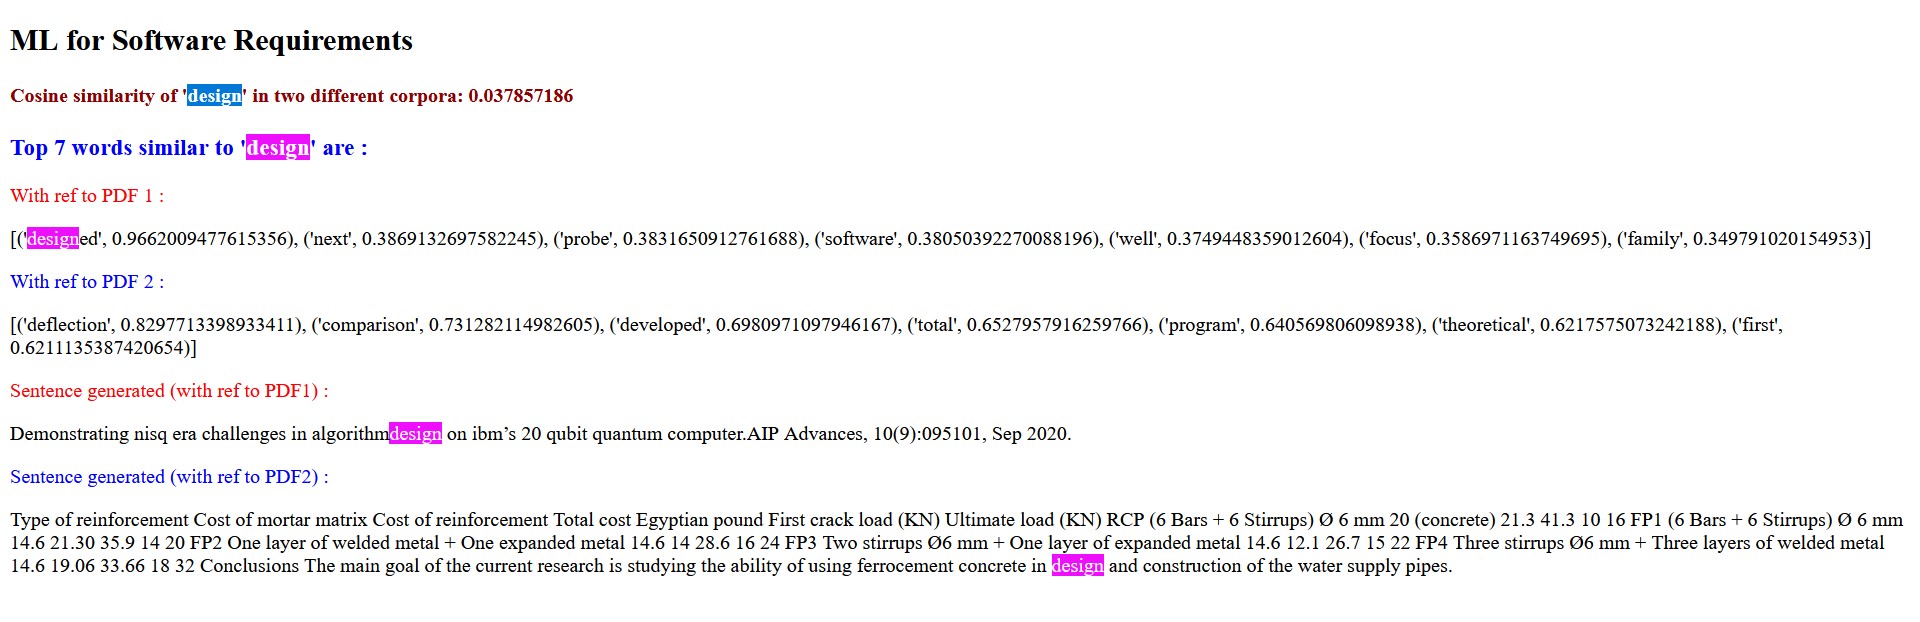 ML for Software Requirements
Cosine similarity of 'design' in two different corpora: 0.037857186
Top 7 words similar to 'design' are :
With ref to PDF 1 :
[('designed', 0.9662009477615356), ('next', 0.3869132697582245), ('probe', 0.3831650912761688), ('software', 0.38050392270088196), ('well', 0.3749448359012604), ('focus', 0.3586971163749695), ('family', 0.349791020154953)]
With ref to PDF 2 :
[('deflection', 0.8297713398933411), ('comparison', 0.731282114982605), ('developed', 0.6980971097946167), ('total', 0.6527957916259766), ('program', 0.640569806098938), ('theoretical', 0.6217575073242188), ('first',
0.6211135387420654)]
Sentence generated (with ref to PDF1) :
Demonstrating nisq era challenges in algorithmdesign on ibm’s 20 qubit quantum computer.AIP Advances, 10(9):095101, Sep 2020.
Sentence generated (with ref to PDF2) :
Type of reinforcement Cost of mortar matrix Cost of reinforcement Total cost Egyptian pound First crack load (KN) Ultimate load (KN) RCP (6 Bars + 6 Stirrups) Ø 6 mm 20 (concrete) 21.3 41.3 10 16 FP1 (6 Bars + 6 Stirrups) Ø 6 mm
14.6 21.30 35.9 14 20 FP2 One layer of welded metal + One expanded metal 14.6 14 28.6 16 24 FP3 Two stirrups Ø6 mm + One layer of expanded metal 14.6 12.1 26.7 15 22 FP4 Three stirrups Ø6 mm + Three layers of welded metal
14.6 19.06 33.66 18 32 Conclusions The main goal of the current research is studying the ability of using ferrocement concrete in design and construction of the water supply pipes.